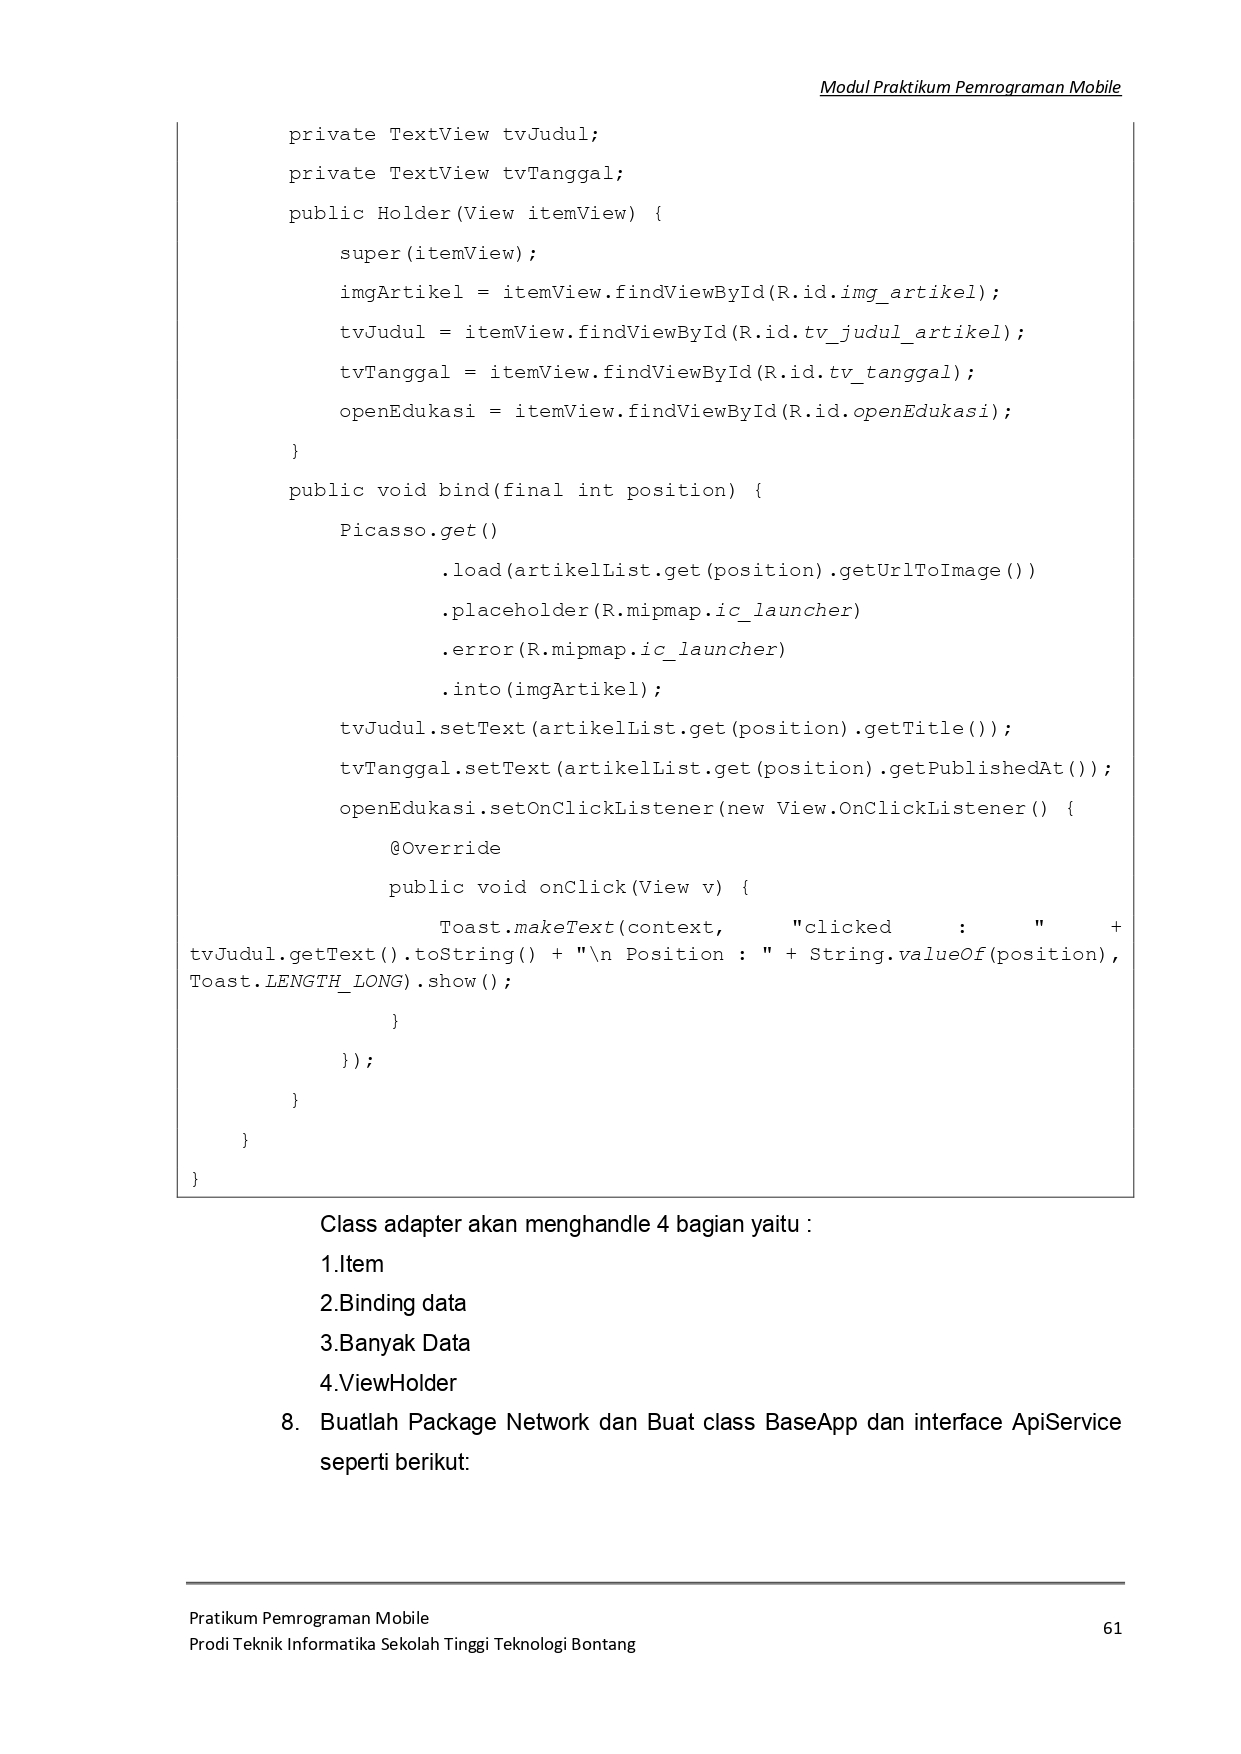 Modul Praktikum Pemrograman Mobile
private TextView tvJudul;
private TextView tvTanggal;
public Holder(View itemView) {
super(itemView);
imgArtikel = itemView.findViewById(R.id.img_artikel);
tvJudul = itemView.findViewById(R.id.tv_judul_artikel);
tvTanggal = itemView.findViewById(R.id.tv_tanggal);
openEdukasi = itemView.findViewById(R.id.openEdukasi);
}
public void bind(final int position) {
Picasso.get()
.load(artikelList.get(position).getUrlToImage())
.placeholder(R.mipmap.ic_launcher)
.error(R.mipmap.ic_launcher)
.into(imgArtikel);
tvJudul.setText(artikelList.get(position).getTitle());
tvTanggal.setText(artikelList.get(position).getPublishedAt());
openEdukasi.setOnClickListener(new View.OnClickListener() {
@Override
public void onClick(View v) {
Toast.makeText(context, "clicked : " +
tvJudul.getText().toString() + "\n Position : " + String.valueOf(position),
Toast.LENGTH_LONG).show();
}
});
}
}
}
Class adapter akan menghandle 4 bagian yaitu :
1.Item
2.Binding data
3.Banyak Data
4.ViewHolder
8. Buatlah Package Network dan Buat class BaseApp dan interface ApiService
seperti berikut:
Pratikum Pemrograman Mobile
Prodi Teknik Informatika Sekolah Tinggi Teknologi Bontang
61